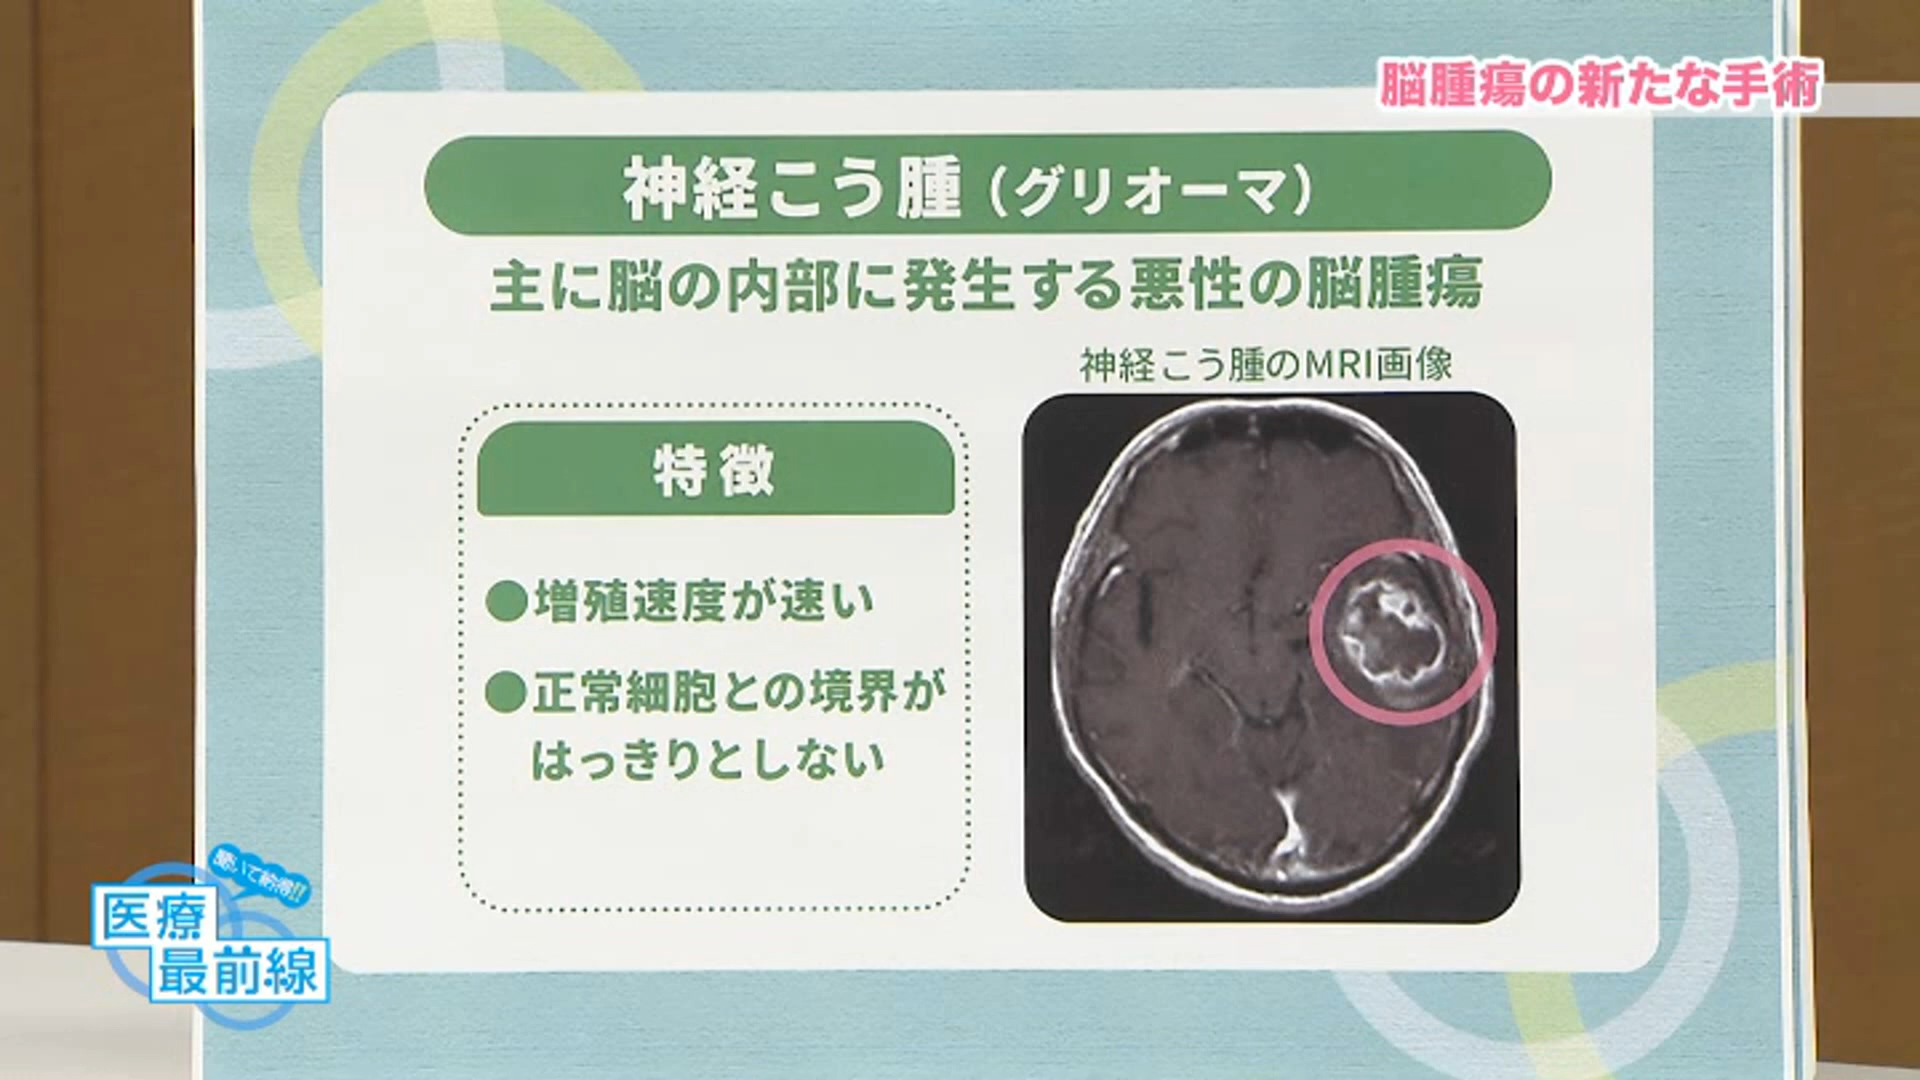 脳腫瘍の新たな手術
神経こう腫（グリオーマ）
主に脳の内部に発生する悪性の脳腫瘍
神経こう腫のMRI画像
特徴
●増殖速度が速い
●正常細胞との境界が
はっきりとしない
聞いて納得!!
医療
最前線